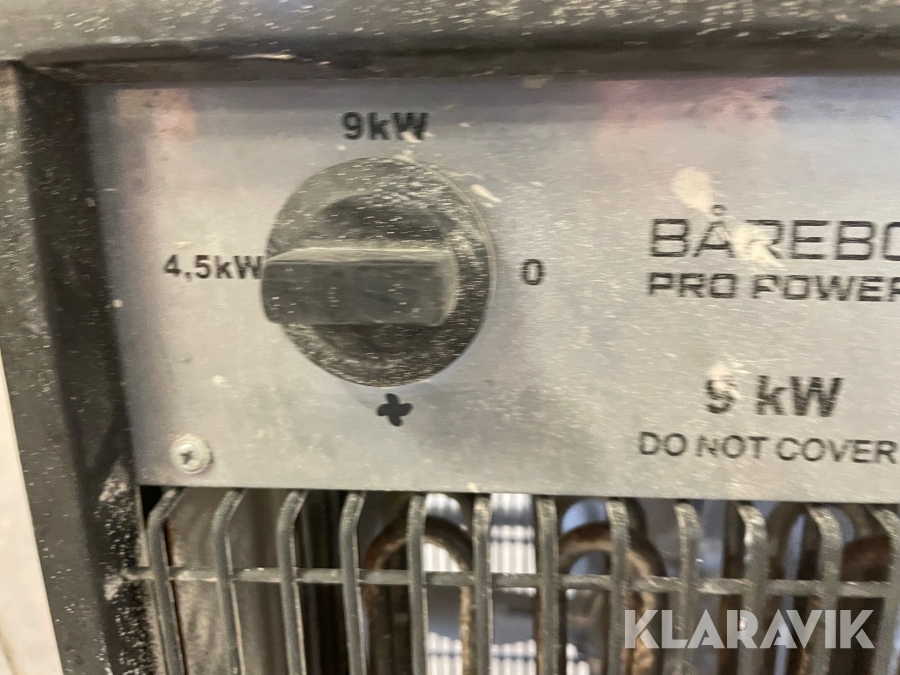 9kW
4,5kW
0
BÅREBO
PRO POWER
9 kW
DO NOT COVER
KLARAVIK